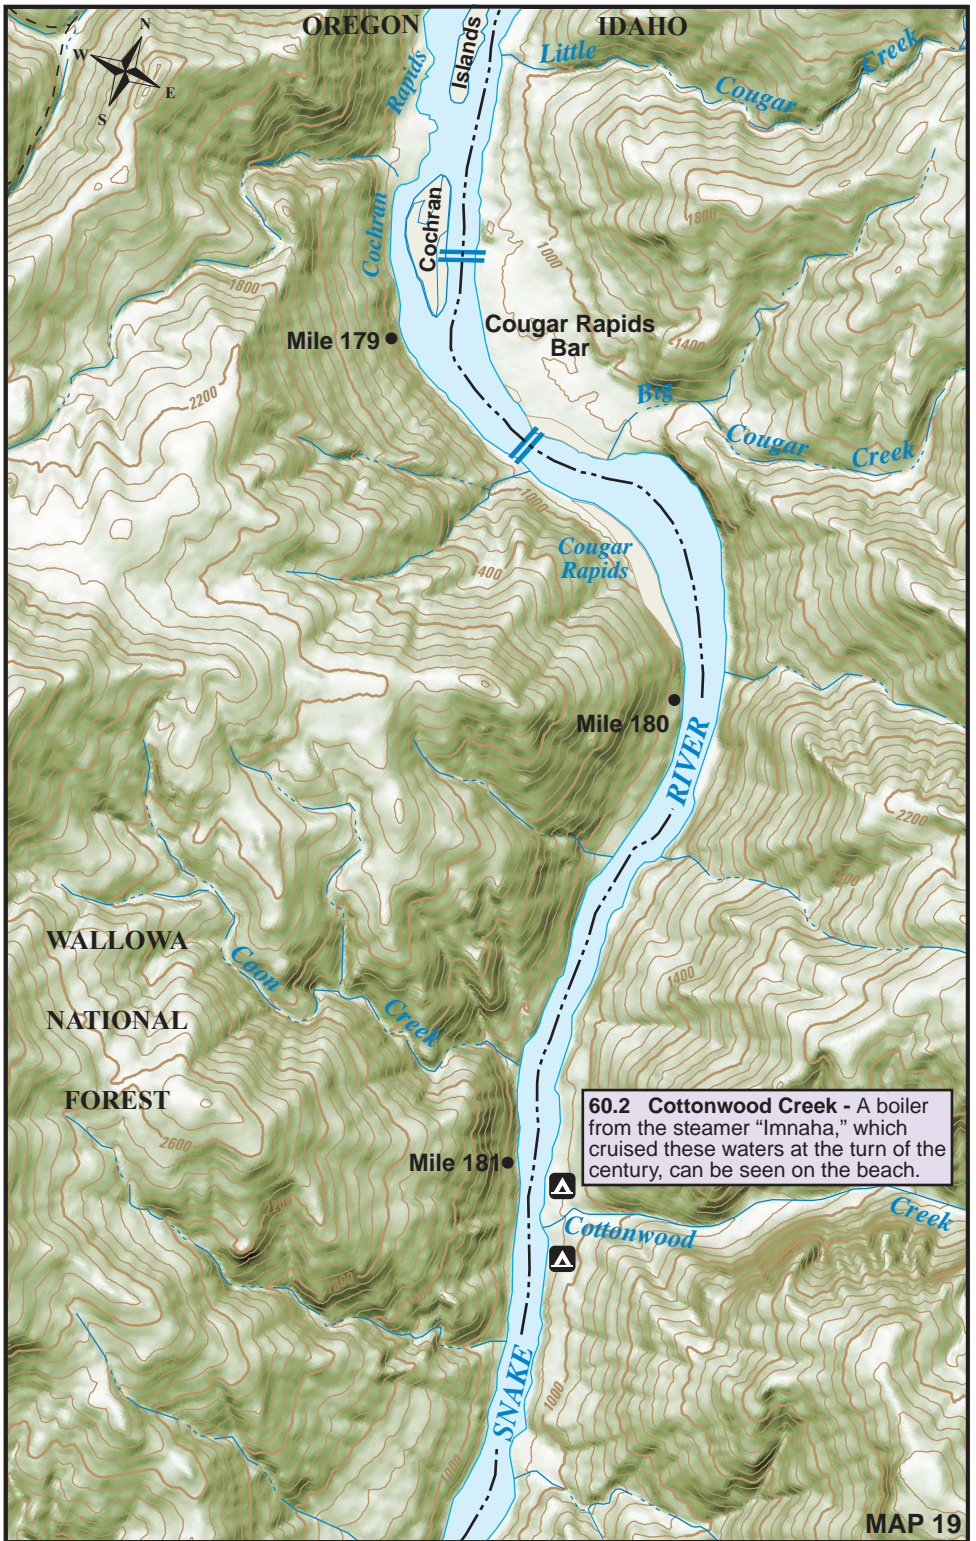 OREGON
IDAHO
N
W
E
S
Rapids
Islands
Little
Cougar
Creek
Cochran
Cochran
1800
1000
1800
Mile 179
Cougar Rapids
Bar
1400
2200
Big
Cougar
Creek
1000
Cougar
Rapids
1400
Mile 180
RIVER
2200
WALLOWA
NATIONAL
FOREST
Coon
Creek
1400
60.2 Cottonwood Creek - A boiler
from the steamer “Imnaha,” which
cruised these waters at the turn of the
century, can be seen on the beach.
2600
Mile 181
Cottonwood
Creek
SNAKE
1000
1000
MAP 19